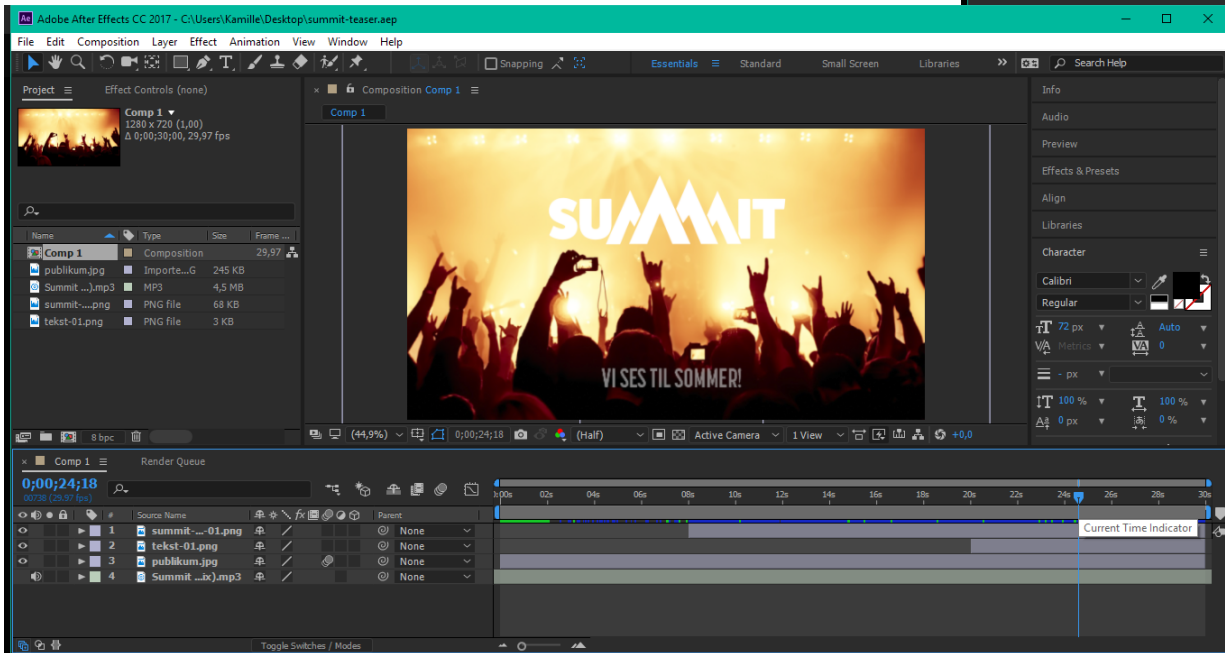 Ae Adobe After Effects CC 2017 - C:\Users\Kamille\Desktop\summit-teaser.aep
File Edit Composition Layer Effect Animation View Window Help
Snapping Essentials Standard Small Screen Libraries Search Help
Project Effect Controls (none)
Comp 1
1280 x 720 (1,00)
Δ 0;00;30;00, 29,97 fps
Name Type Size Frame ...
Comp 1 Composition 29,97
publikum.jpg Importe...G 245 KB
Summit ...).mp3 MP3 4,5 MB
summit-....png PNG file 68 KB
tekst-01.png PNG file 3 KB
8 bpc
Composition Comp 1
Comp 1
SUMMIT
VI SES TIL SOMMER!
(44,9%) 0;00;24;18 (Half) Active Camera 1 View +0,0
Info
Audio
Preview
Effects & Presets
Align
Libraries
Character
Calibri
Regular
72 px Auto
Metrics 0
- px
100 % 100 %
0 px 0 %
Comp 1 Render Queue
0;00;24;18
00738 (29.97 fps)
):00s 02s 04s 06s 08s 10s 12s 14s 16s 18s 20s 22s 24s 26s 28s 30s
# Source Name fx Parent
1 summit-...-01.png None
2 tekst-01.png None
3 publikum.jpg None
4 Summit ...ix).mp3 None
Current Time Indicator
Toggle Switches / Modes